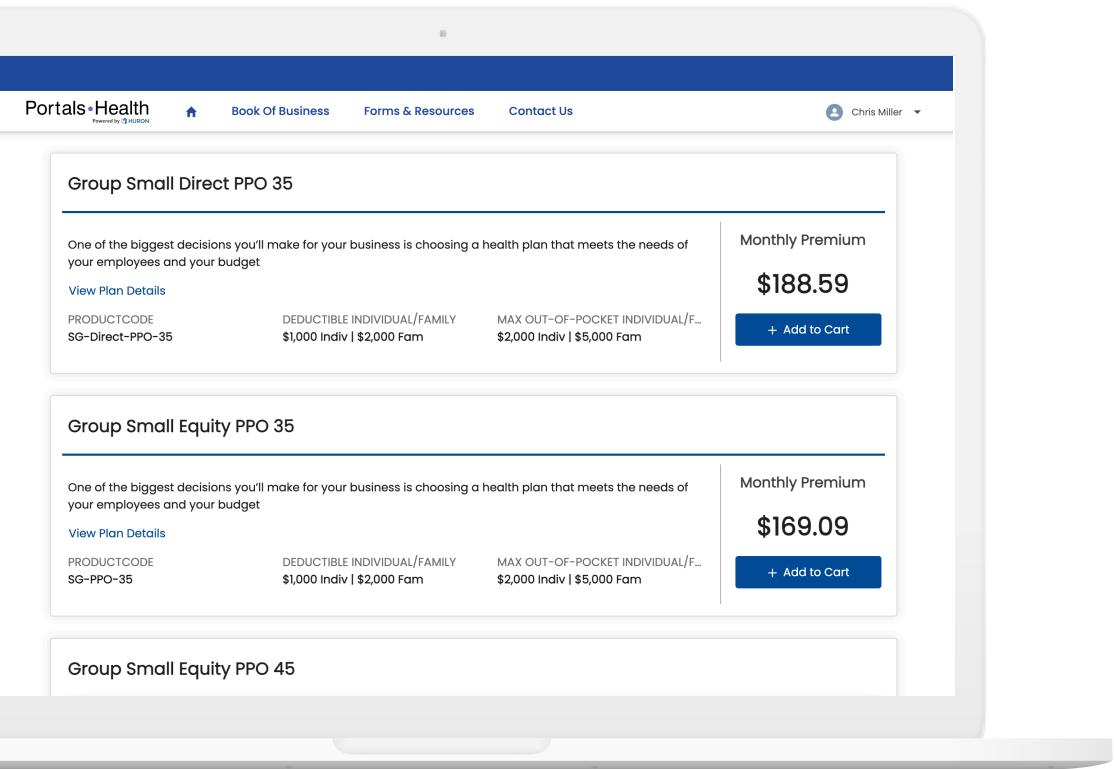 Portals•Health
Powered by HURON
Book Of Business
Forms & Resources
Contact Us
Chris Miller
Group Small Direct PPO 35
One of the biggest decisions you'll make for your business is choosing a health plan that meets the needs of
your employees and your budget
View Plan Details
PRODUCTCODE
SG-Direct-PPO-35
DEDUCTIBLE INDIVIDUAL/FAMILY
$1,000 Indiv | $2,000 Fam
MAX OUT-OF-POCKET INDIVIDUAL/F...
$2,000 Indiv | $5,000 Fam
Monthly Premium
$188.59
+ Add to Cart
Group Small Equity PPO 35
One of the biggest decisions you'll make for your business is choosing a health plan that meets the needs of
your employees and your budget
View Plan Details
PRODUCTCODE
SG-PPO-35
DEDUCTIBLE INDIVIDUAL/FAMILY
$1,000 Indiv | $2,000 Fam
MAX OUT-OF-POCKET INDIVIDUAL/F...
$2,000 Indiv | $5,000 Fam
Monthly Premium
$169.09
+ Add to Cart
Group Small Equity PPO 45